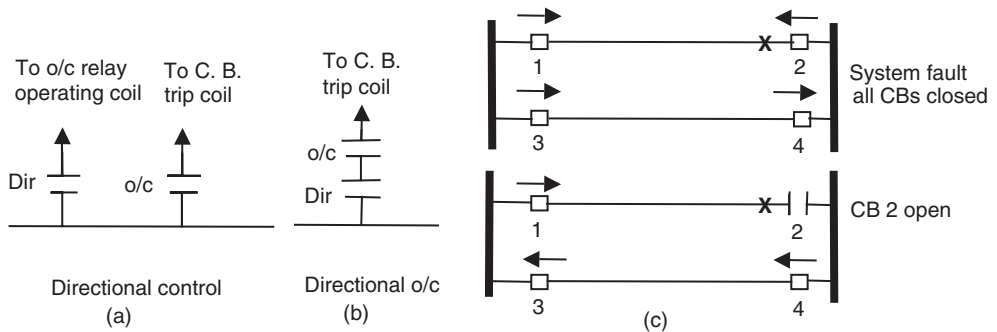 To o/c relay
operating coil
To C. B.
trip coil
Dir
o/c
Directional control
(a)
To C. B.
trip coil
o/c
Dir
Directional o/c
(b)
1
X
2
3
4
System fault
all CBs closed
1
X
2
3
4
CB 2 open
(c)